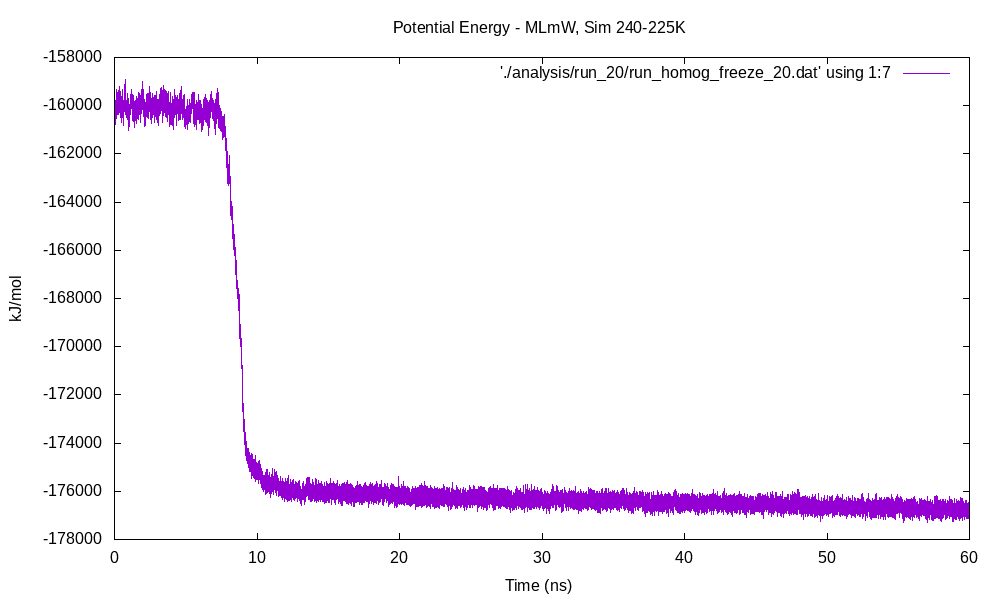 Potential Energy - MLmW, Sim 240-225K
'./analysis/run_20/run_homog_freeze_20.dat' using 1:7
-158000
-160000
-162000
-164000
-166000
-168000
-170000
-172000
-174000
-176000
-178000
kJ/mol
0 10 20 30 40 50 60
Time (ns)